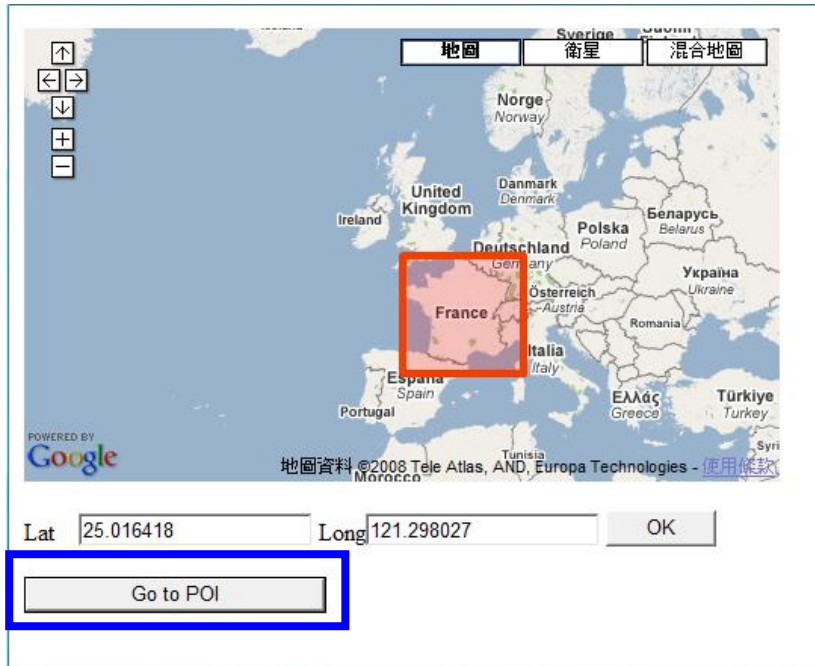 Sverige
地圖 衛星 混合地圖
Norge
Norway
Danmark
Denmark
United
Kingdom
Ireland
Беларусь
Belarus
Polska
Poland
Deutschland
Germany
Україна
Ukraine
Österreich
Austria
France
Romania
Italia
Italy
España
Spain
Portugal
Ελλάς
Greece
Türkiye
Turkey
POWERED BY
Google
Tunisia
Syri
地圖資料 ©2008 Tele Atlas, AND, Europa Technologies - 使用條款
Morocco
Lat 25.016418 Long 121.298027 OK
Go to POI